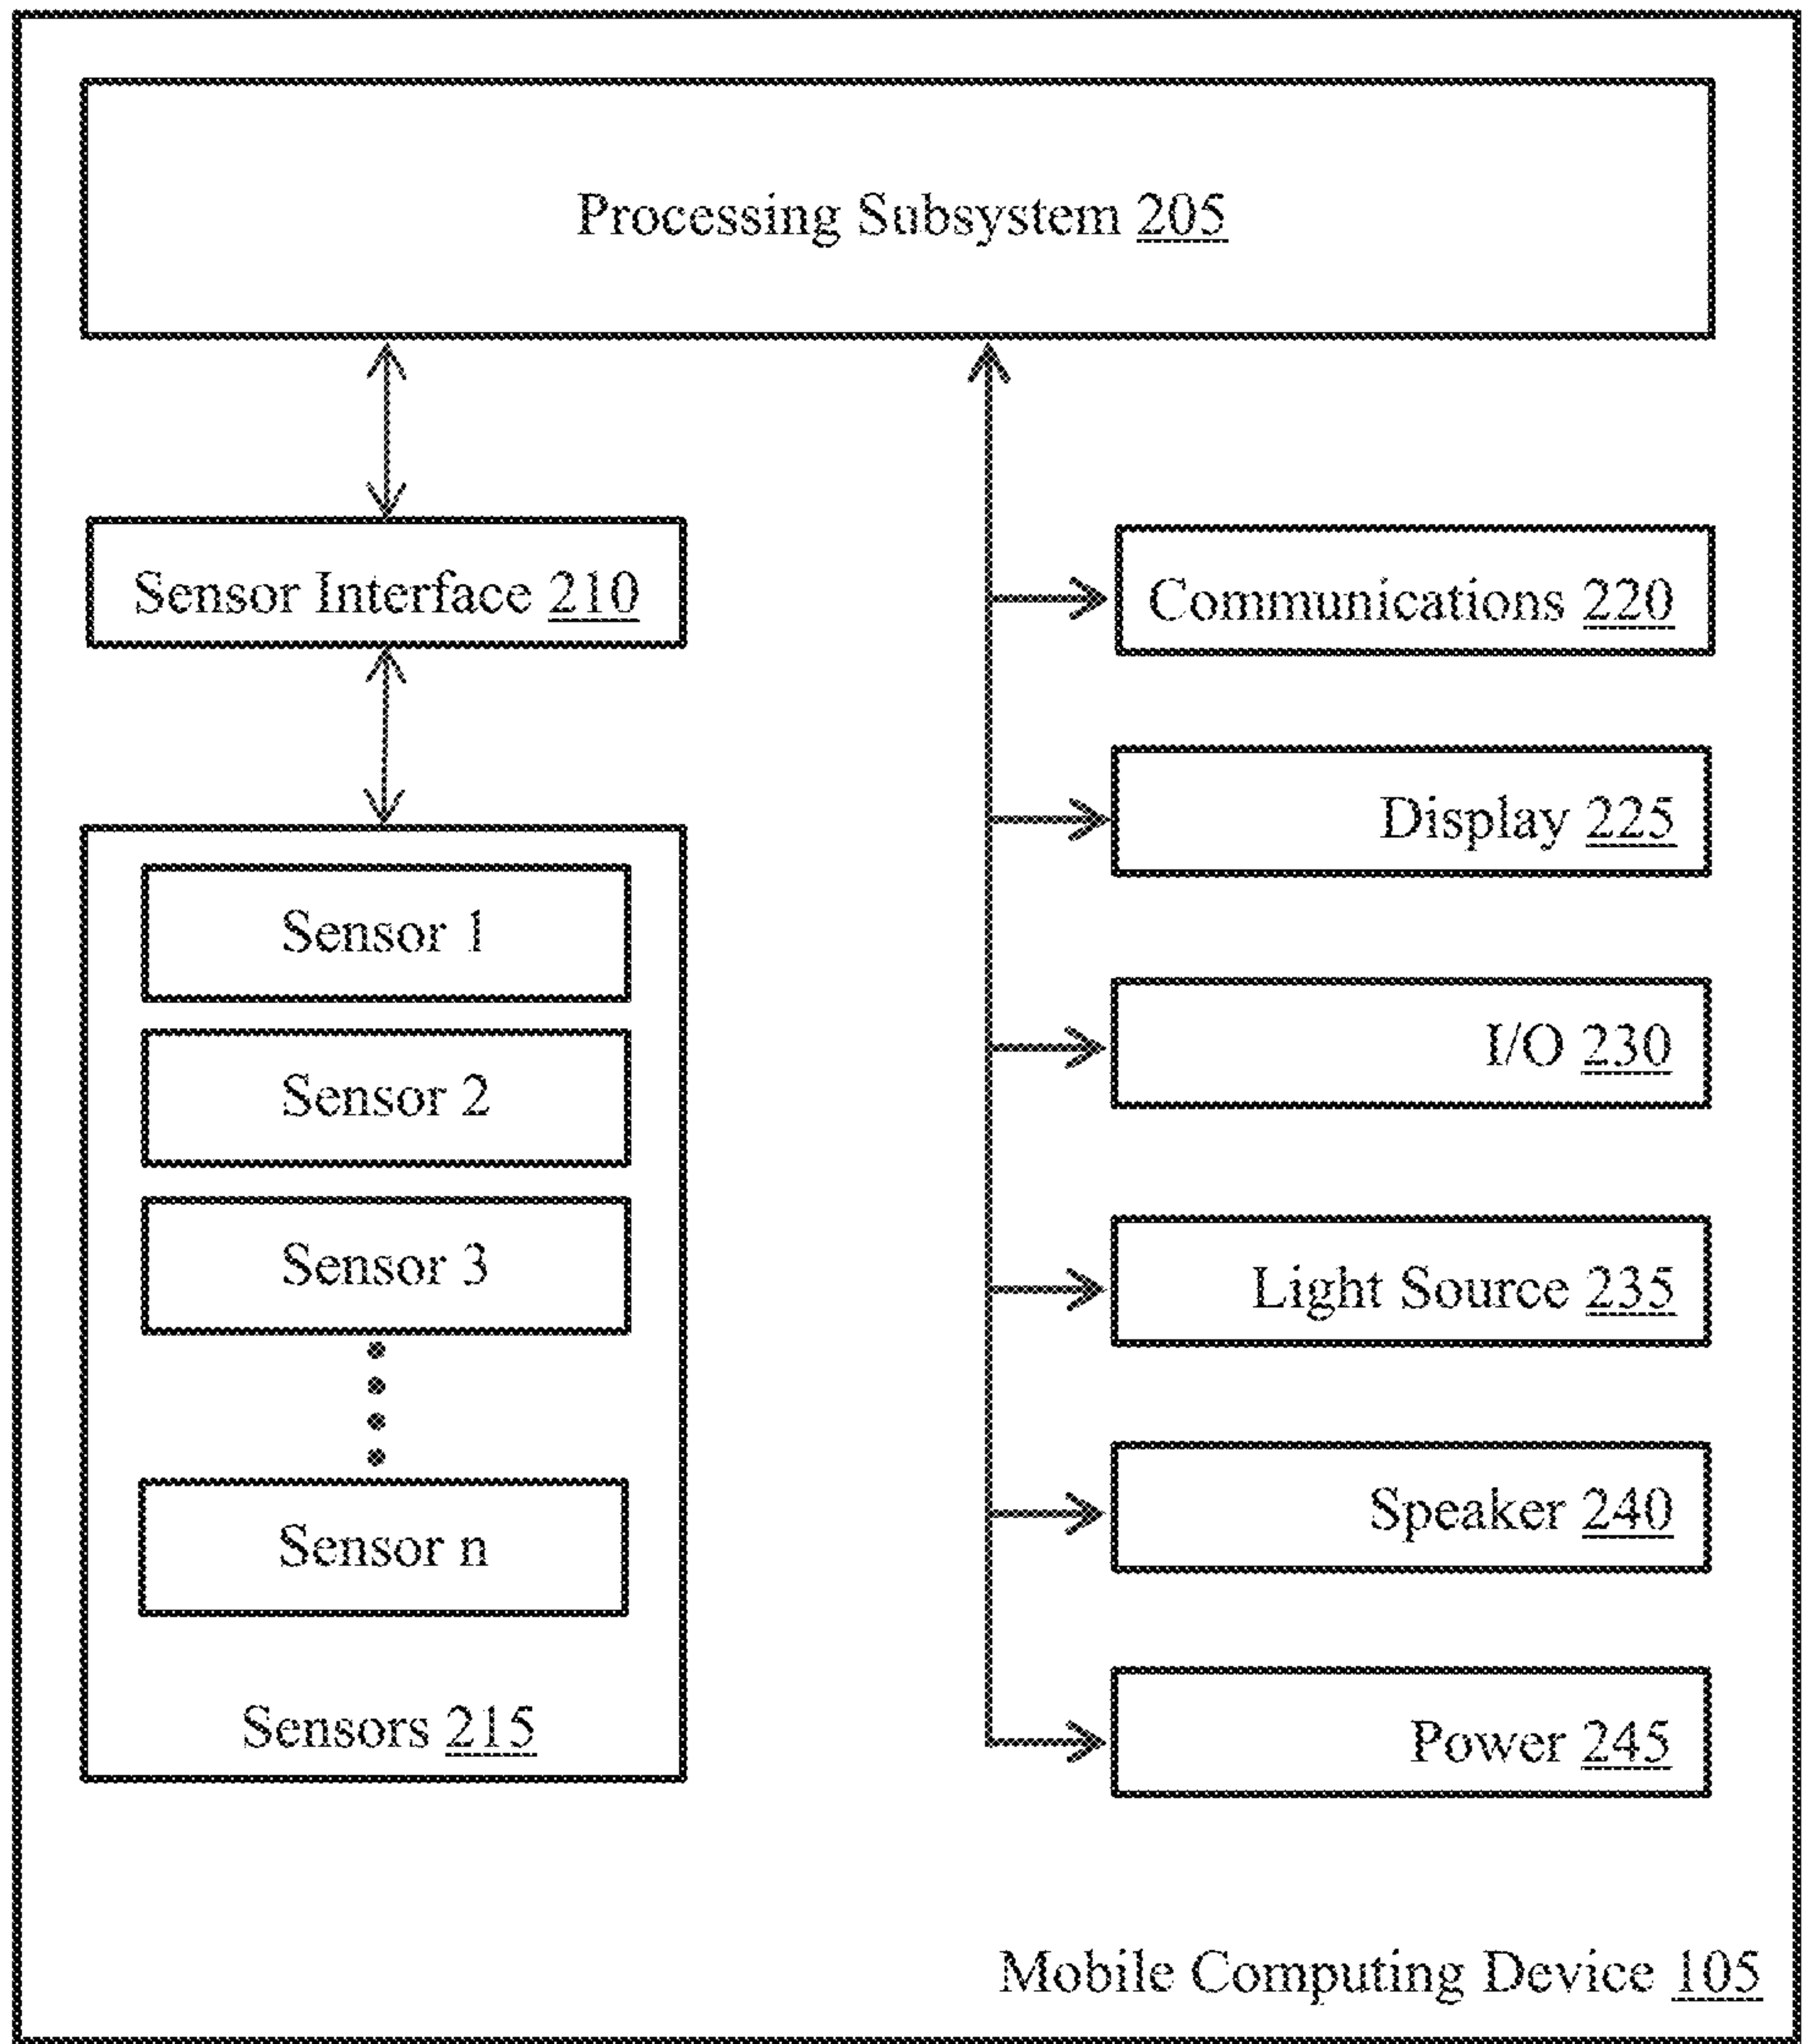 Processing Subsystem 205
Sensor Interface 210
Sensor 1
Sensor 2
Sensor 3
Sensor n
Sensors 215
Communications 220
Display 225
I/O 230
Light Source 235
Speaker 240
Power 245
Mobile Computing Device 105